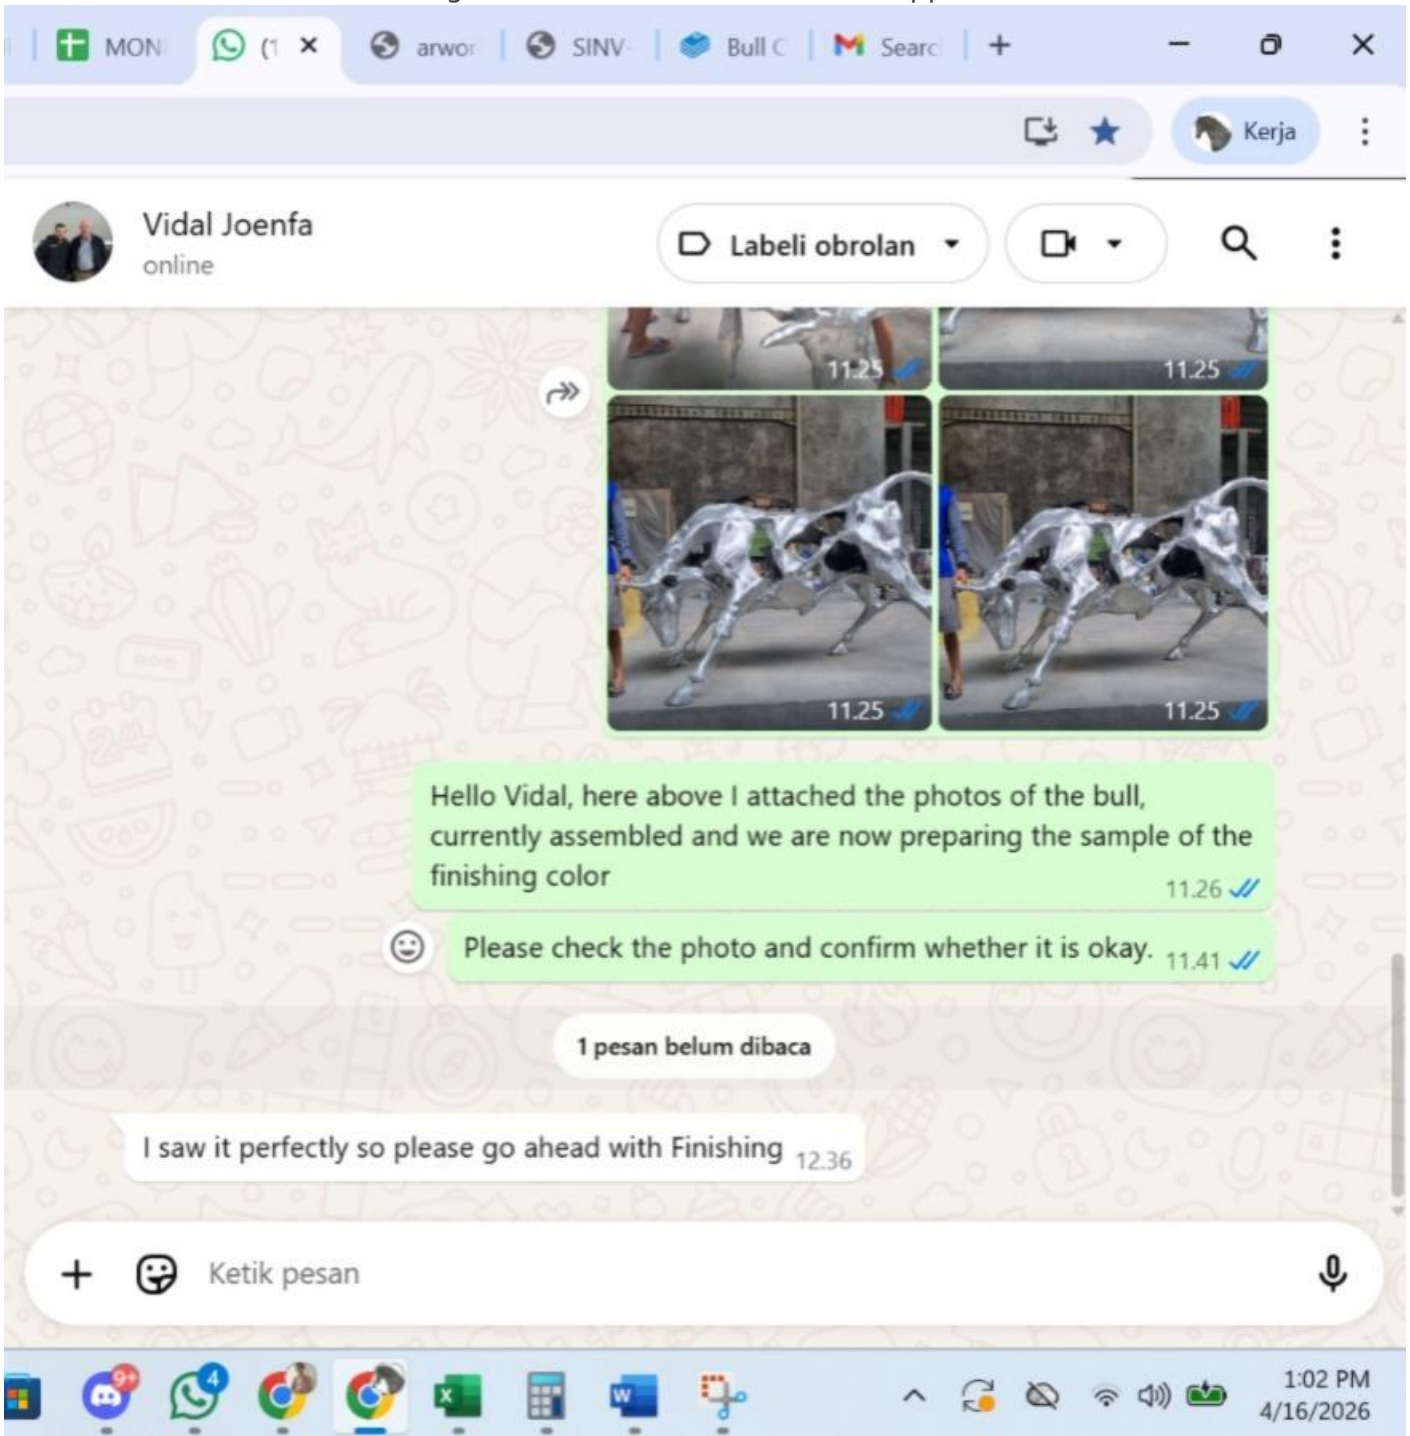 MON
(1
arwor
SINV-
Bull C
Searc
Kerja
Vidal Joenfa
online
Labeli obrolan
11.25
11.25
11.25
11.25
Hello Vidal, here above I attached the photos of the bull,
currently assembled and we are now preparing the sample of the
finishing color
11.26
Please check the photo and confirm whether it is okay. 11.41
1 pesan belum dibaca
I saw it perfectly so please go ahead with Finishing 12.36
Ketik pesan
9+
4
1:02 PM
4/16/2026